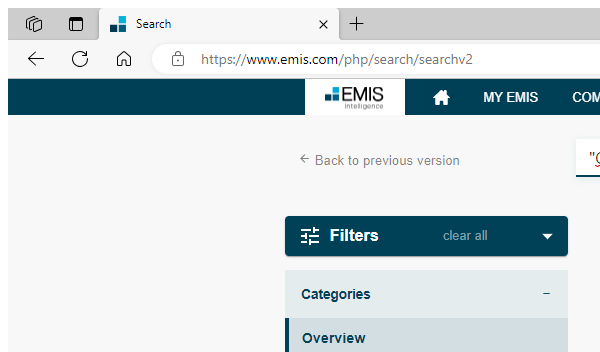 Search
https://www.emis.com/php/search/searchv2
EMIS
intelligence
MY EMIS
COM
Back to previous version
Filters
clear all
Categories
Overview